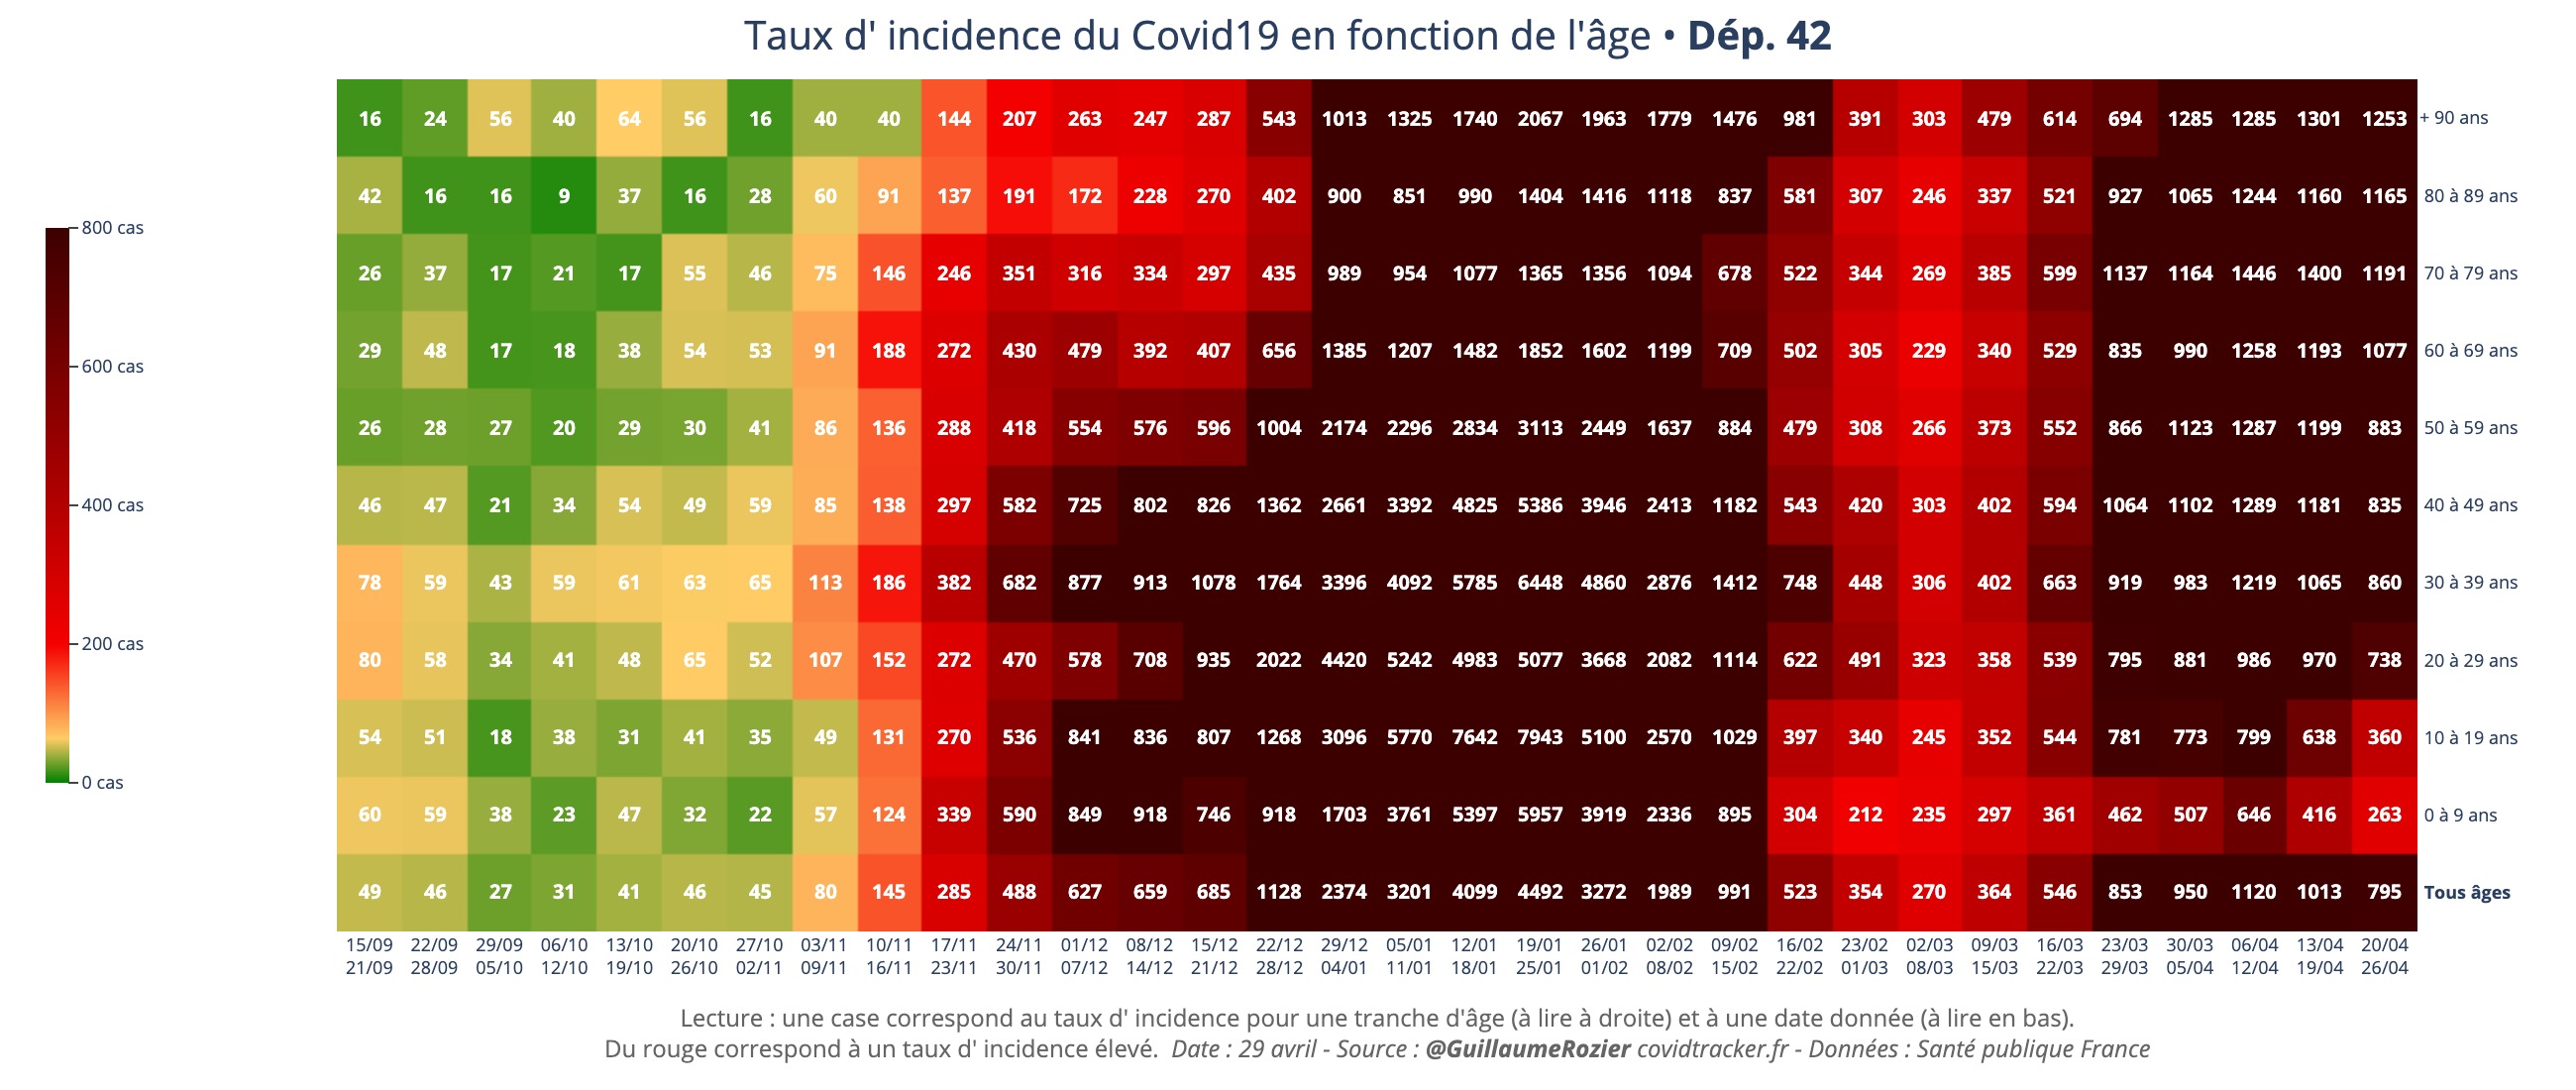 Taux d' incidence du Covid19 en fonction de l'âge • Dép. 42
16 24 56 40 64 56 16 40 40 144 207 263 247 287 543 1013 1325 1740 2067 1963 1779 1476 981 391 303 479 614 694 1285 1285 1301 1253 + 90 ans
42 16 16 9 37 16 28 60 91 137 191 172 228 270 402 900 851 990 1404 1416 1118 837 581 307 246 337 521 927 1065 1244 1160 1165 80 à 89 ans
800 cas
26 37 17 21 17 55 46 75 146 246 351 316 334 297 435 989 954 1077 1365 1356 1094 678 522 344 269 385 599 1137 1164 1446 1400 1191 70 à 79 ans
29 48 17 18 38 54 53 91 188 272 430 479 392 407 656 1385 1207 1482 1852 1602 1199 709 502 305 229 340 529 835 990 1258 1193 1077 60 à 69 ans
600 cas
26 28 27 20 29 30 41 86 136 288 418 554 576 596 1004 2174 2296 2834 3113 2449 1637 884 479 308 266 373 552 866 1123 1287 1199 883 50 à 59 ans
400 cas
46 47 21 34 54 49 59 85 138 297 582 725 802 826 1362 2661 3392 4825 5386 3946 2413 1182 543 420 303 402 594 1064 1102 1289 1181 835 40 à 49 ans
78 59 43 59 61 63 65 113 186 382 682 877 913 1078 1764 3396 4092 5785 6448 4860 2876 1412 748 448 306 402 663 919 983 1219 1065 860 30 à 39 ans
200 cas
80 58 34 41 48 65 52 107 152 272 470 578 708 935 2022 4420 5242 4983 5077 3668 2082 1114 622 491 323 358 539 795 881 986 970 738 20 à 29 ans
54 51 18 38 31 41 35 49 131 270 536 841 836 807 1268 3096 5770 7642 7943 5100 2570 1029 397 340 245 352 544 781 773 799 638 360 10 à 19 ans
0 cas
60 59 38 23 47 32 22 57 124 339 590 849 918 746 918 1703 3761 5397 5957 3919 2336 895 304 212 235 297 361 462 507 646 416 263 0 à 9 ans
49 46 27 31 41 46 45 80 145 285 488 627 659 685 1128 2374 3201 4099 4492 3272 1989 991 523 354 270 364 546 853 950 1120 1013 795 Tous âges
15/09 22/09 29/09 06/10 13/10 20/10 27/10 03/11 10/11 17/11 24/11 01/12 08/12 15/12 22/12 29/12 05/01 12/01 19/01 26/01 02/02 09/02 16/02 23/02 02/03 09/03 16/03 23/03 30/03 06/04 13/04 20/04
21/09 28/09 05/10 12/10 19/10 26/10 02/11 09/11 16/11 23/11 30/11 07/12 14/12 21/12 28/12 04/01 11/01 18/01 25/01 01/02 08/02 15/02 22/02 01/03 08/03 15/03 22/03 29/03 05/04 12/04 19/04 26/04
Lecture : une case correspond au taux d' incidence pour une tranche d'âge (à lire à droite) et à une date donnée (à lire en bas).
Du rouge correspond à un taux d' incidence élevé. Date : 29 avril - Source : @GuillaumeRozier covidtracker.fr - Données : Santé publique France